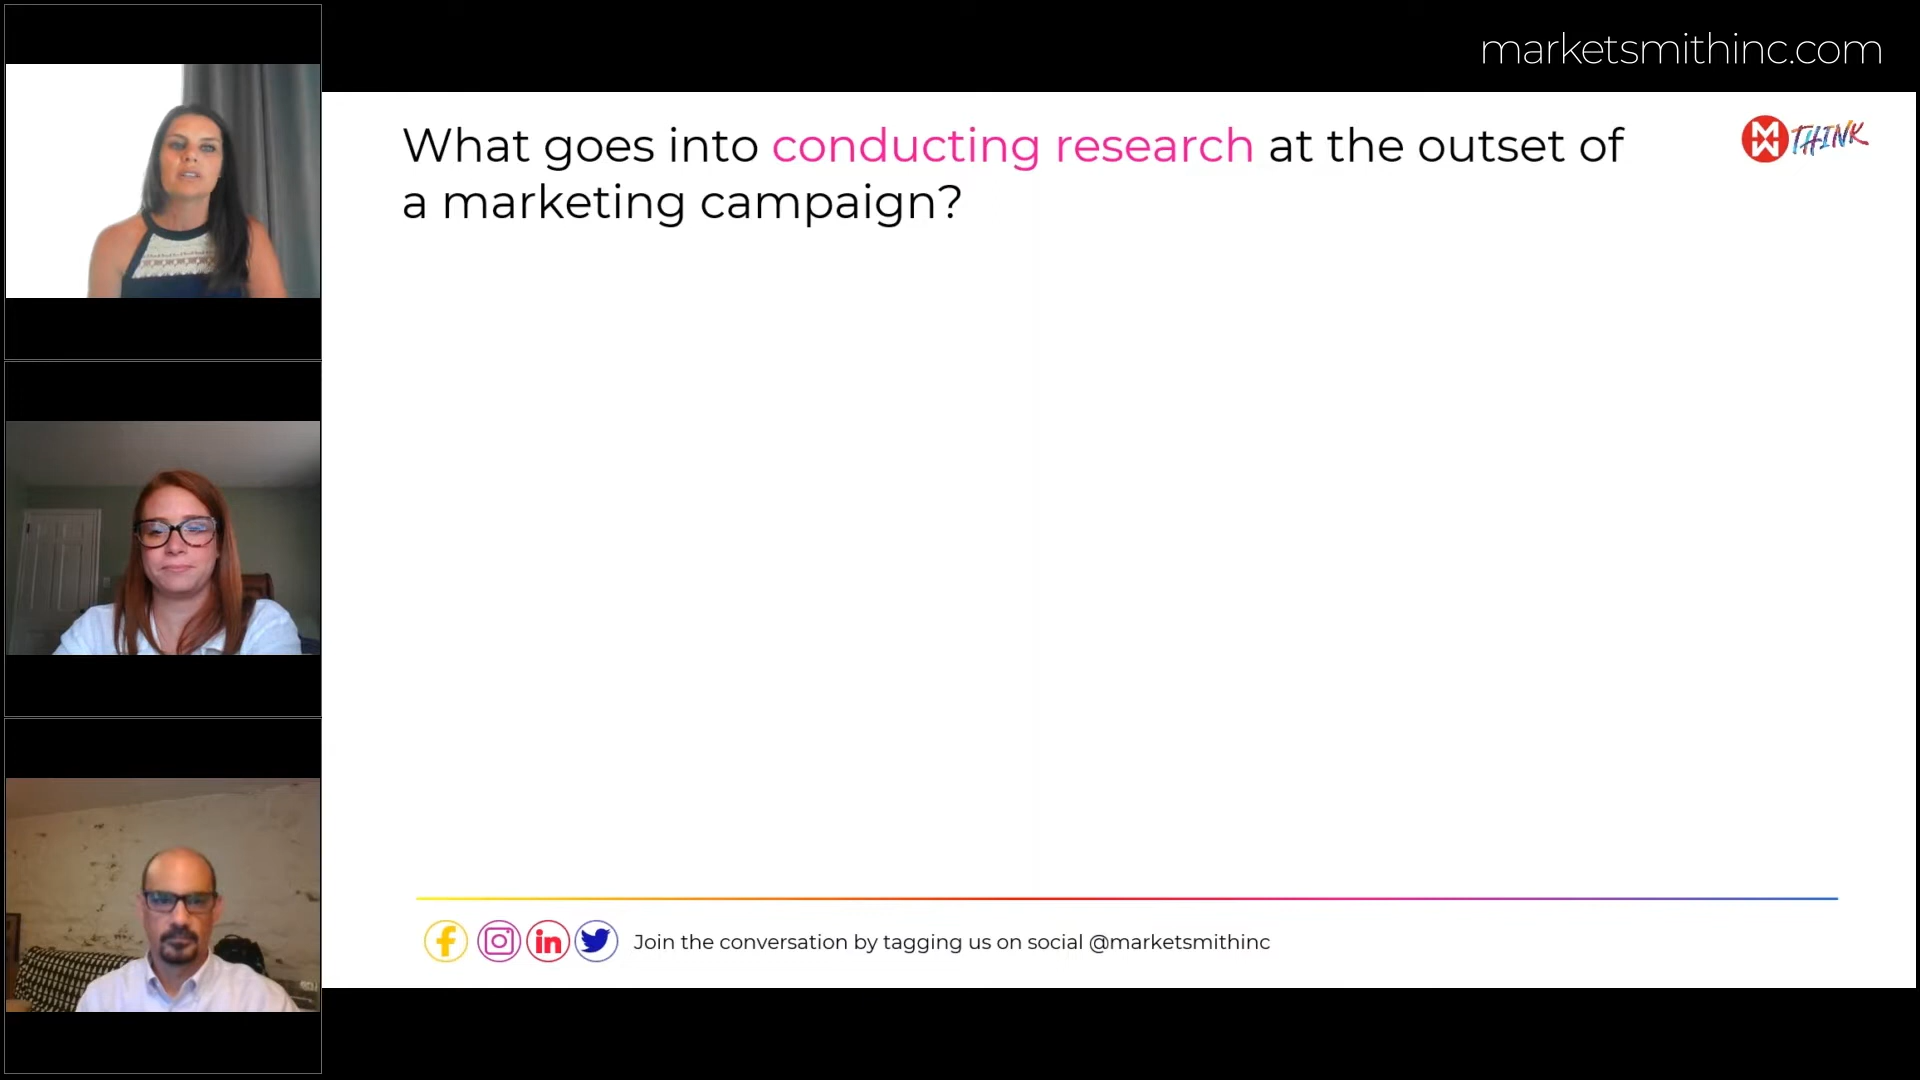 marketsmithinc.com
What goes into conducting research at the outset of
a marketing campaign?
THINK
Join the conversation by tagging us on social @marketsmithinc